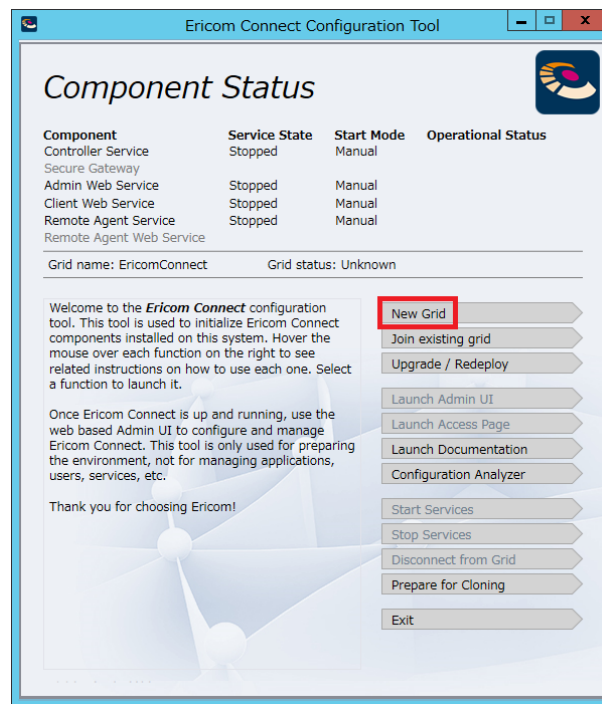 Ericom Connect Configuration Tool
Component Status
Component Service State Start Mode Operational Status
Controller Service Stopped Manual
Secure Gateway
Admin Web Service Stopped Manual
Client Web Service Stopped Manual
Remote Agent Service Stopped Manual
Remote Agent Web Service
Grid name: EricomConnect Grid status: Unknown
Welcome to the Ericom Connect configuration
tool. This tool is used to initialize Ericom Connect
components installed on this system. Hover the
mouse over each function on the right to see
related instructions on how to use each one. Select
a function to launch it.
Once Ericom Connect is up and running, use the
web based Admin UI to configure and manage
Ericom Connect. This tool is only used for preparing
the environment, not for managing applications,
users, services, etc.
Thank you for choosing Ericom!
New Grid
Join existing grid
Upgrade / Redeploy
Launch Admin UI
Launch Access Page
Launch Documentation
Configuration Analyzer
Start Services
Stop Services
Disconnect from Grid
Prepare for Cloning
Exit